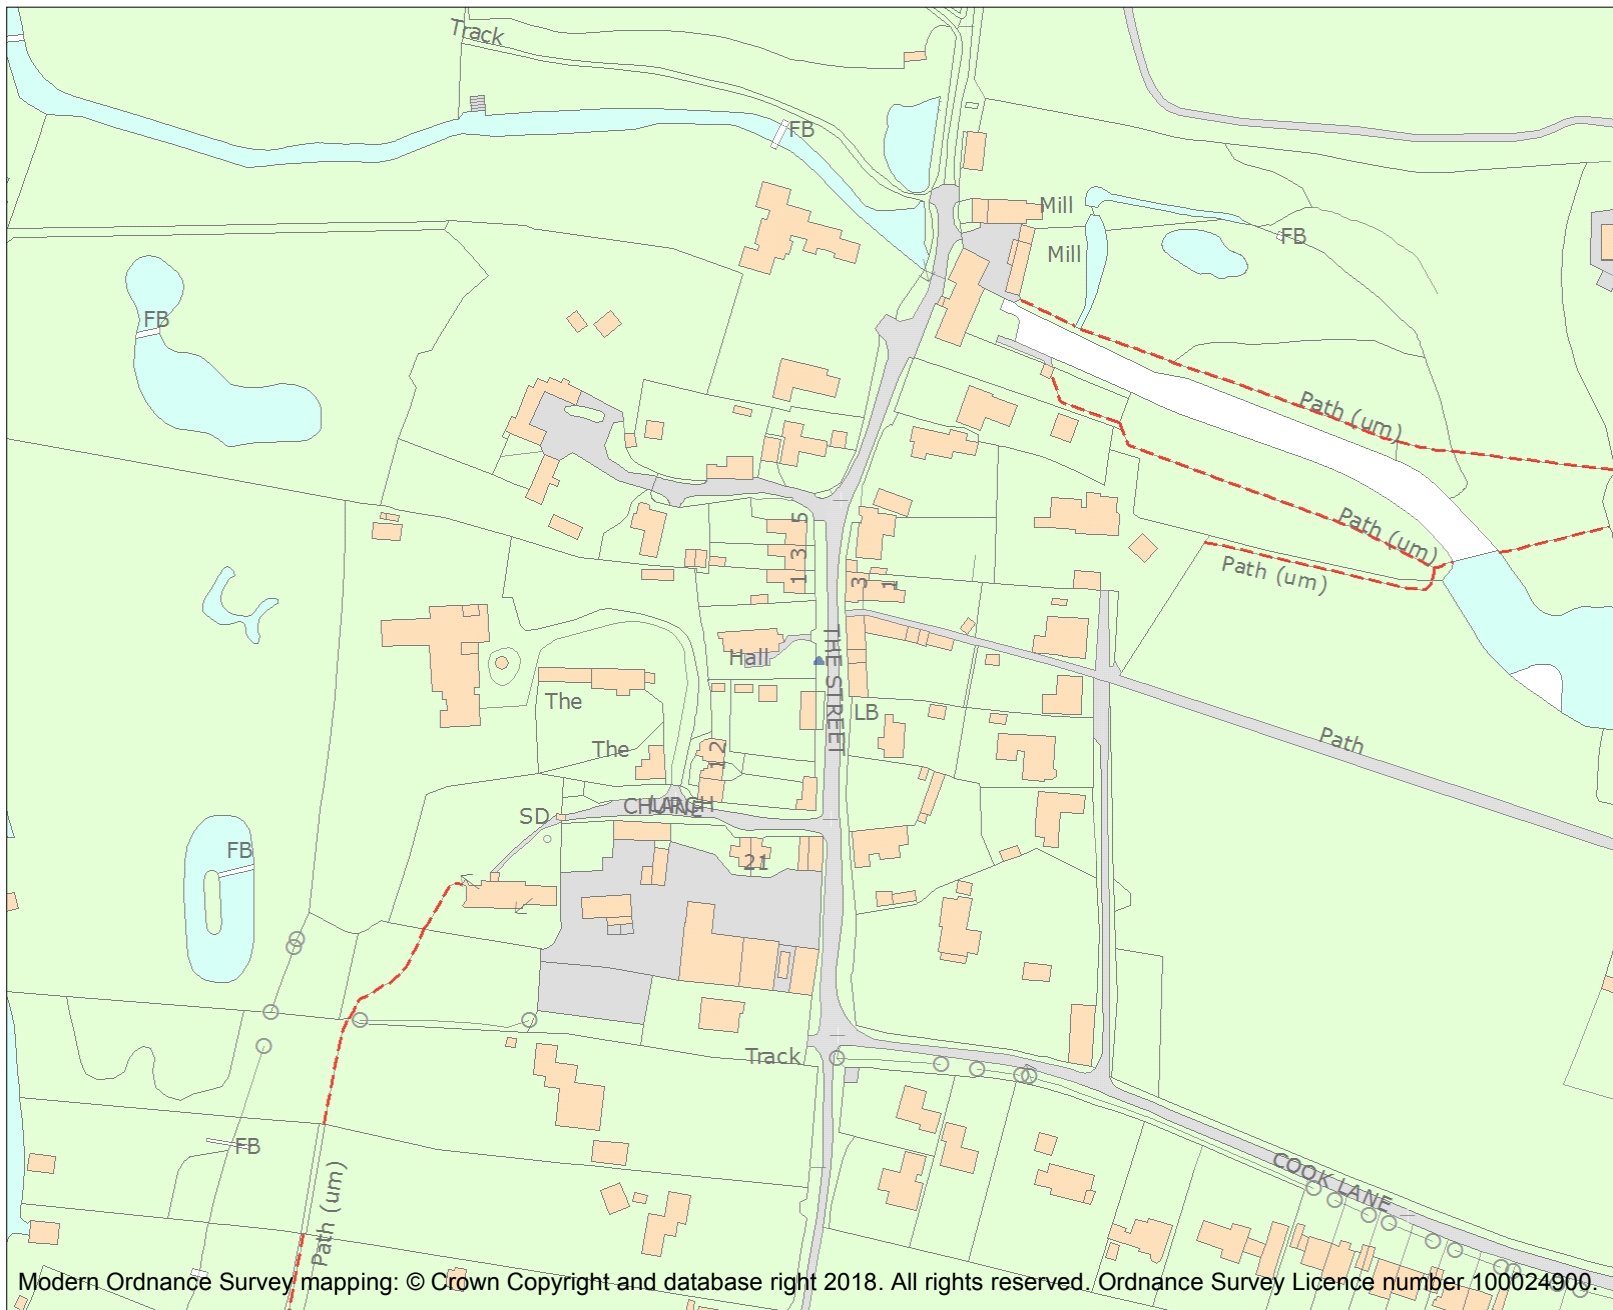 Track
FB
Mill
FB
Mill
FB
Path (um)
5
Path (um)
3
1
3
1
Path (um)
THE STREET
Hall
The
LB
Path
The
1 2
CHURCH
LANE
SD
FB
21
Track
FB
COOK LANE
Path (um)
Modern Ordnance Survey mapping: © Crown Copyright and database right 2018. All rights reserved. Ordnance Survey Licence number 100024900.